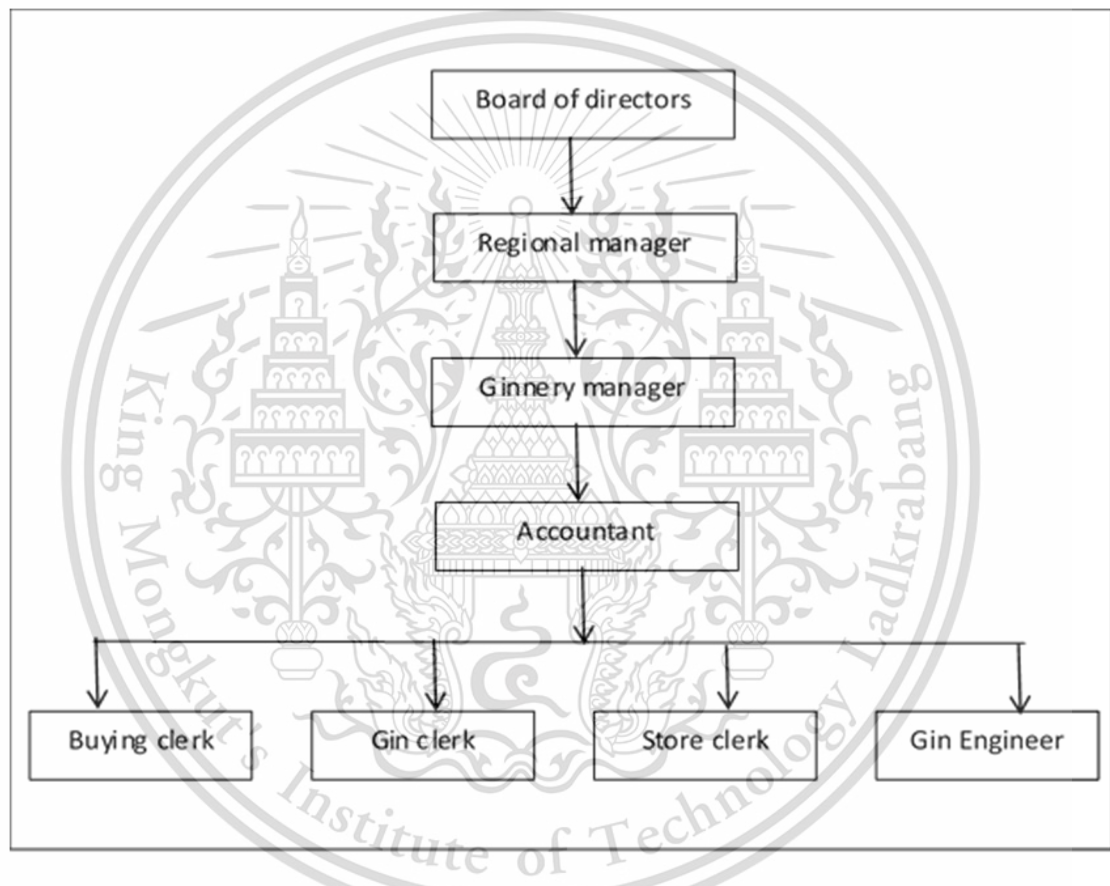 Board of directors
Regional manager
Ginnery manager
Accountant
Buying clerk
Gin clerk
Store clerk
Gin Engineer
King Mongkut's Institute of Technology Ladkrabang